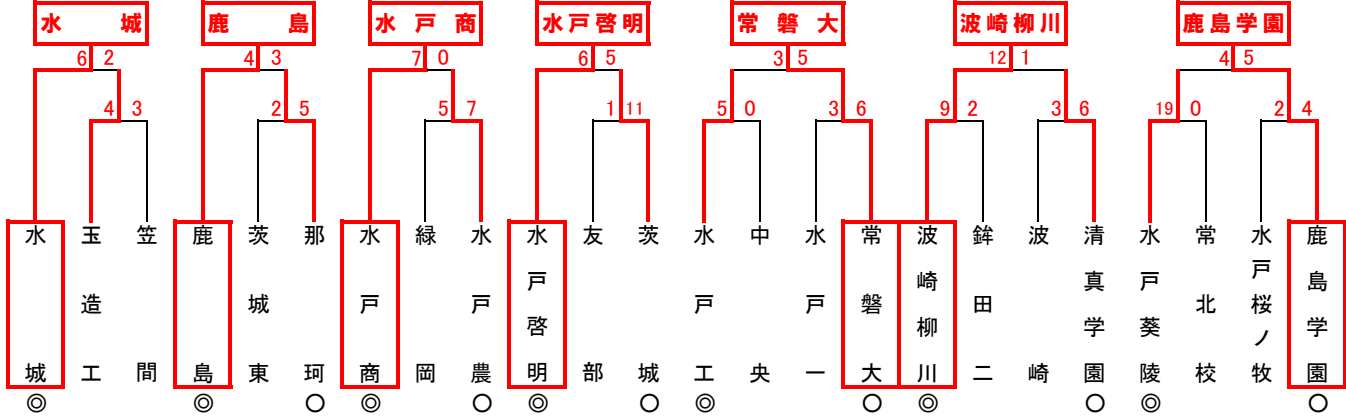 水城 鹿島 水戸商 水戸啓明 常磐大 波崎柳川 鹿島学園
6 2 4 3 7 0 6 5 3 5 12 1 4 5
4 3 2 5 5 7 1 11 5 0 3 6 9 2 3 6 19 0 2 4
水城
玉造工
笠間
鹿島
茨城東
那珂
水戸商
緑岡
水戸農
水戸啓明
友部
茨城
水戸工
中央
水戸一
常磐大
波崎柳川
鉾田二
波崎
清真学園
水戸葵陵
常北校
水戸桜ノ牧
鹿島学園
◎ ◎ ○ ◎ ○ ◎ ○ ◎ ○ ◎ ○ ◎ ○